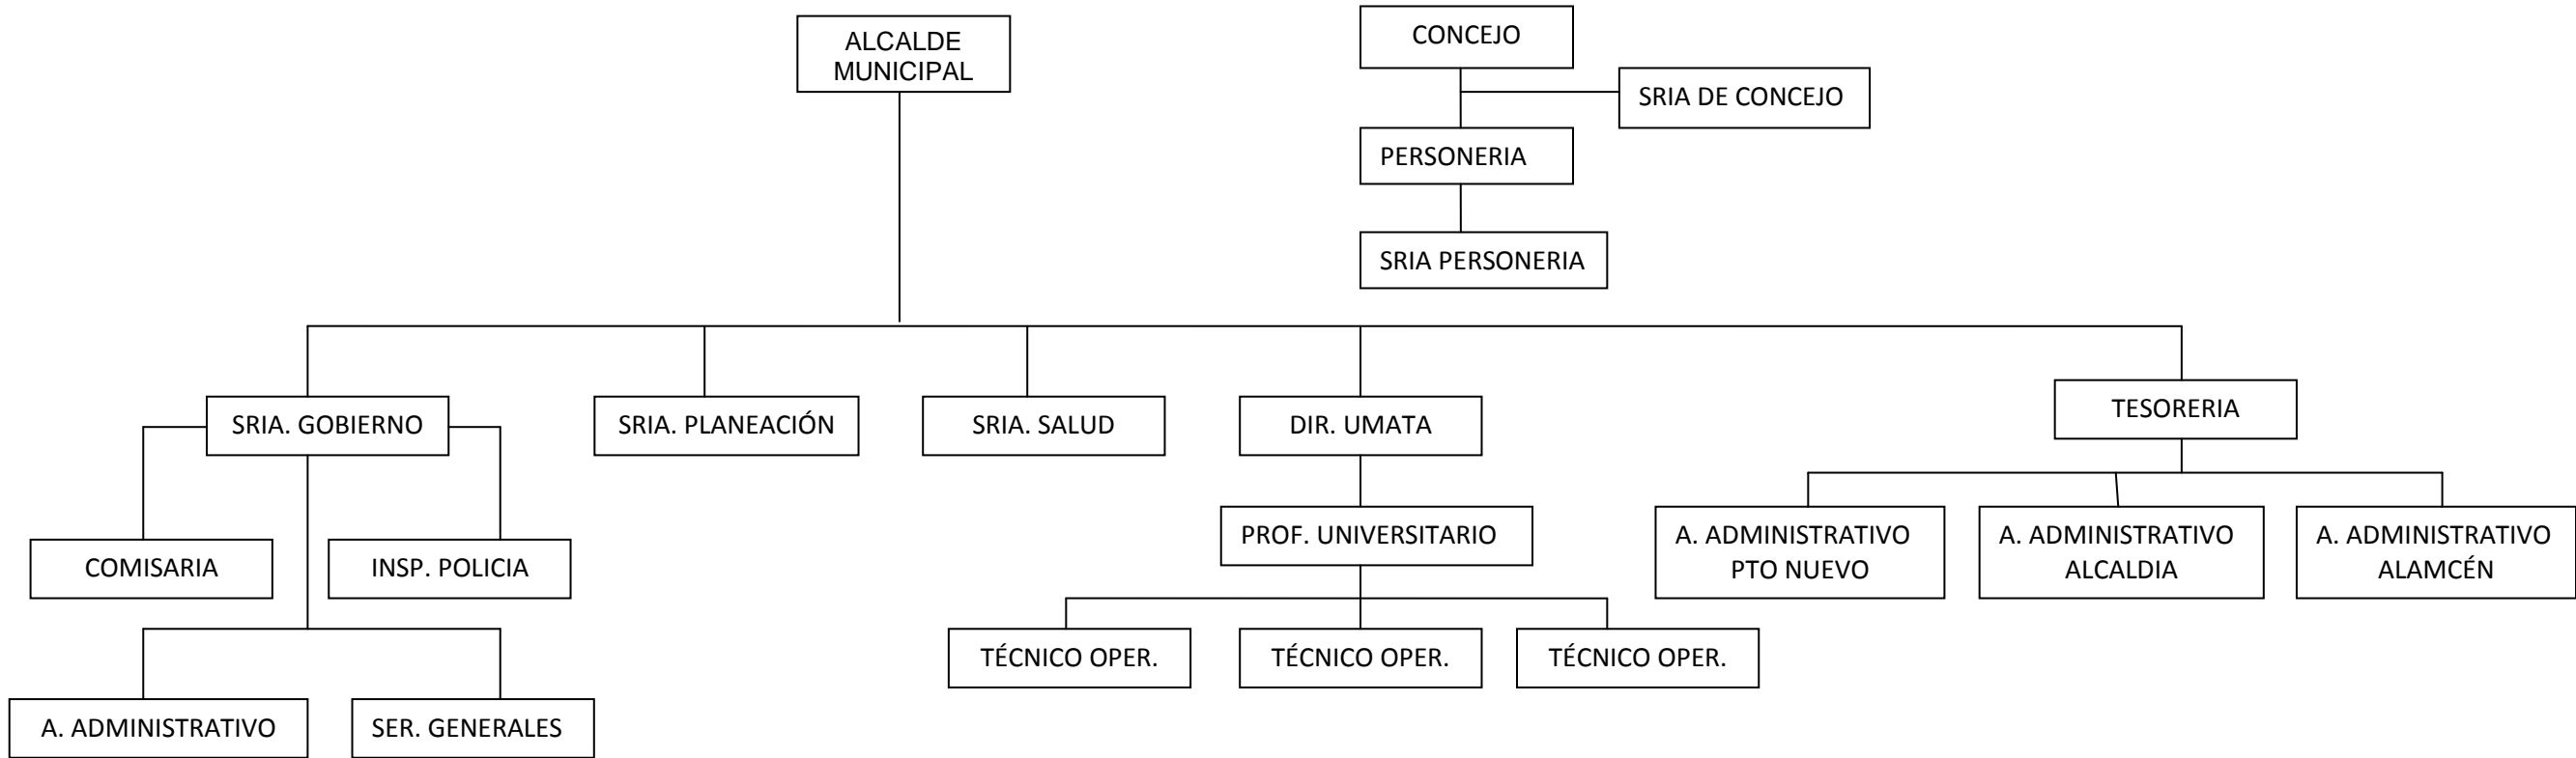 ALCALDE
MUNICIPAL
CONCEJO
SRIA DE CONCEJO
PERSONERIA
SRIA PERSONERIA
SRIA. GOBIERNO
SRIA. PLANEACIÓN
SRIA. SALUD
DIR. UMATA
TESORERIA
COMISARIA
INSP. POLICIA
PROF. UNIVERSITARIO
A. ADMINISTRATIVO
PTO NUEVO
A. ADMINISTRATIVO
ALCALDIA
A. ADMINISTRATIVO
ALAMCÉN
TÉCNICO OPER.
TÉCNICO OPER.
TÉCNICO OPER.
A. ADMINISTRATIVO
SER. GENERALES